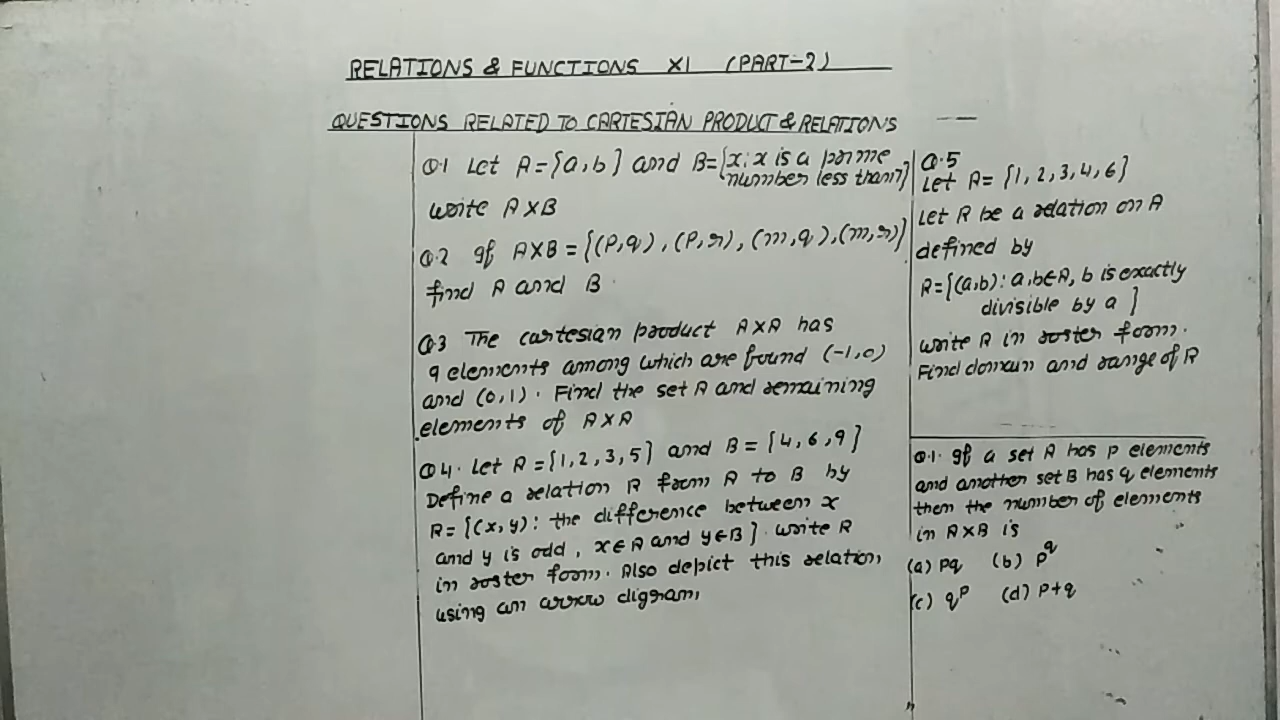 RELATIONS & FUNCTIONS XI (PART-2)
QUESTIONS RELATED TO CARTESIAN PRODUCT & RELATIONS
Q.1 Let A={a,b} and B={x:x is a prime
number less than 7}
write A×B
Q.2 If A×B = {(P,q), (P,r), (m,q), (m,r)}
find A and B.
Q.3 The cartesian product A×A has
9 elements among which are found (-1,0)
and (0,1). Find the set A and remaining
elements of A×A
Q.4. Let A={1,2,3,5} and B={4,6,9}
Define a relation R from A to B by
R={(x,y): the difference between x
and y is odd, x∈A and y∈B}. write R
in roster form. Also depict this relation,
using an arrow digram,
Q.5
Let A= {1,2,3,4,6}
Let R be a relation on A
defined by
R={(a,b): a,b∈A, b is exactly
divisible by a }
write R in roster form.
Find domain and range of R
Q.1. If a set A has p elements
and another set B has q elements
then the number of elements
in A×B is
(a) pq (b) p^q
(c) q^p (d) p+q